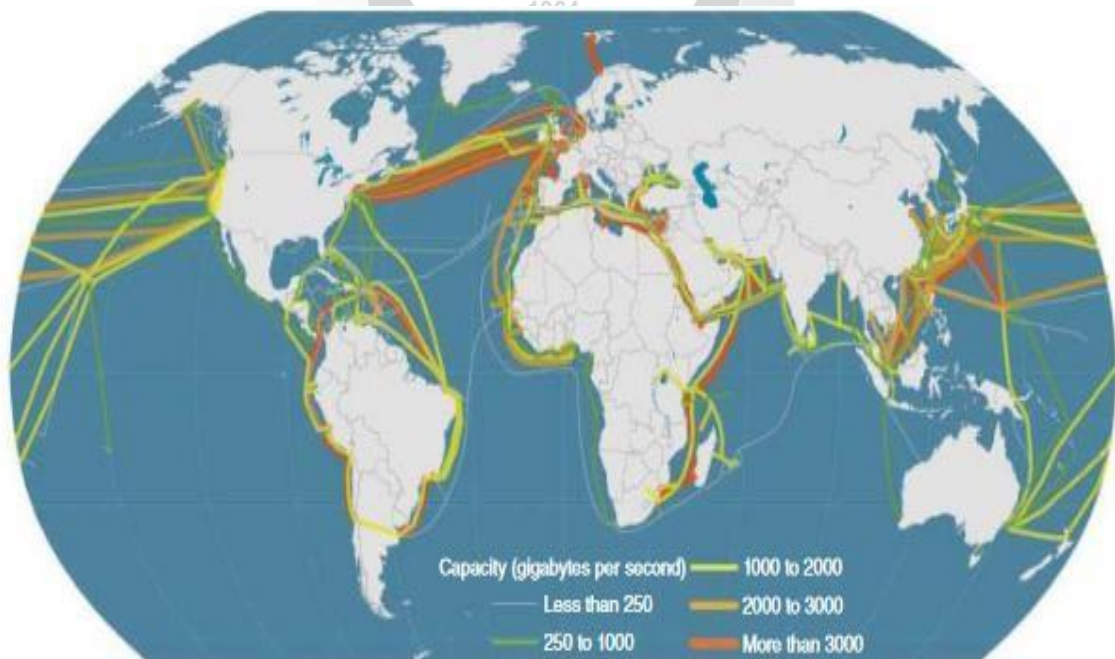 1964
Capacity (gigabytes per second)
Less than 250
250 to 1000
1000 to 2000
2000 to 3000
More than 3000